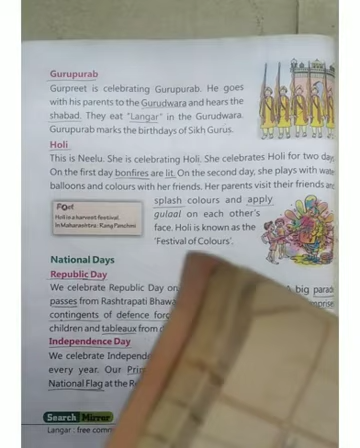 Gurupurab
Gurpreet is celebrating Gurupurab. He goes
with his parents to the Gurudwara and hears the
shabad. They eat "Langar" in the Gurudwara.
Gurupurab marks the birthdays of Sikh Gurus.
Holi
This is Neelu. She is celebrating Holi. She celebrates Holi for two day
On the first day bonfires are lit. On the second day, she plays with wate
balloons and colours with her friends. Her parents visit their friends and
splash colours and apply
gulaal on each other's
face. Holi is known as the
'Festival of Colours'.
Fact
Holi is a harvest festival.
In Maharashtra: Rang Panchmi
National Days
Republic Day
We celebrate Republic Day on
big parad
passes from Rashtrapati Bhawa
contingents of defence forc
children and tableaux from
Independence Day
We celebrate Independe
every year. Our Prin
National Flag at the Re
Search Mirror
Langar : free comm